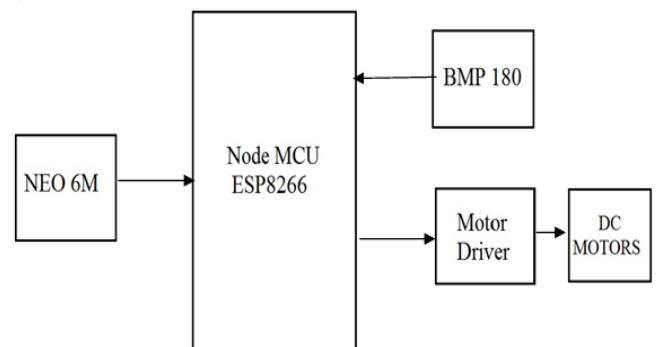 BMP 180
Node MCU
ESP8266
NEO 6M
Motor
Driver
DC
MOTORS